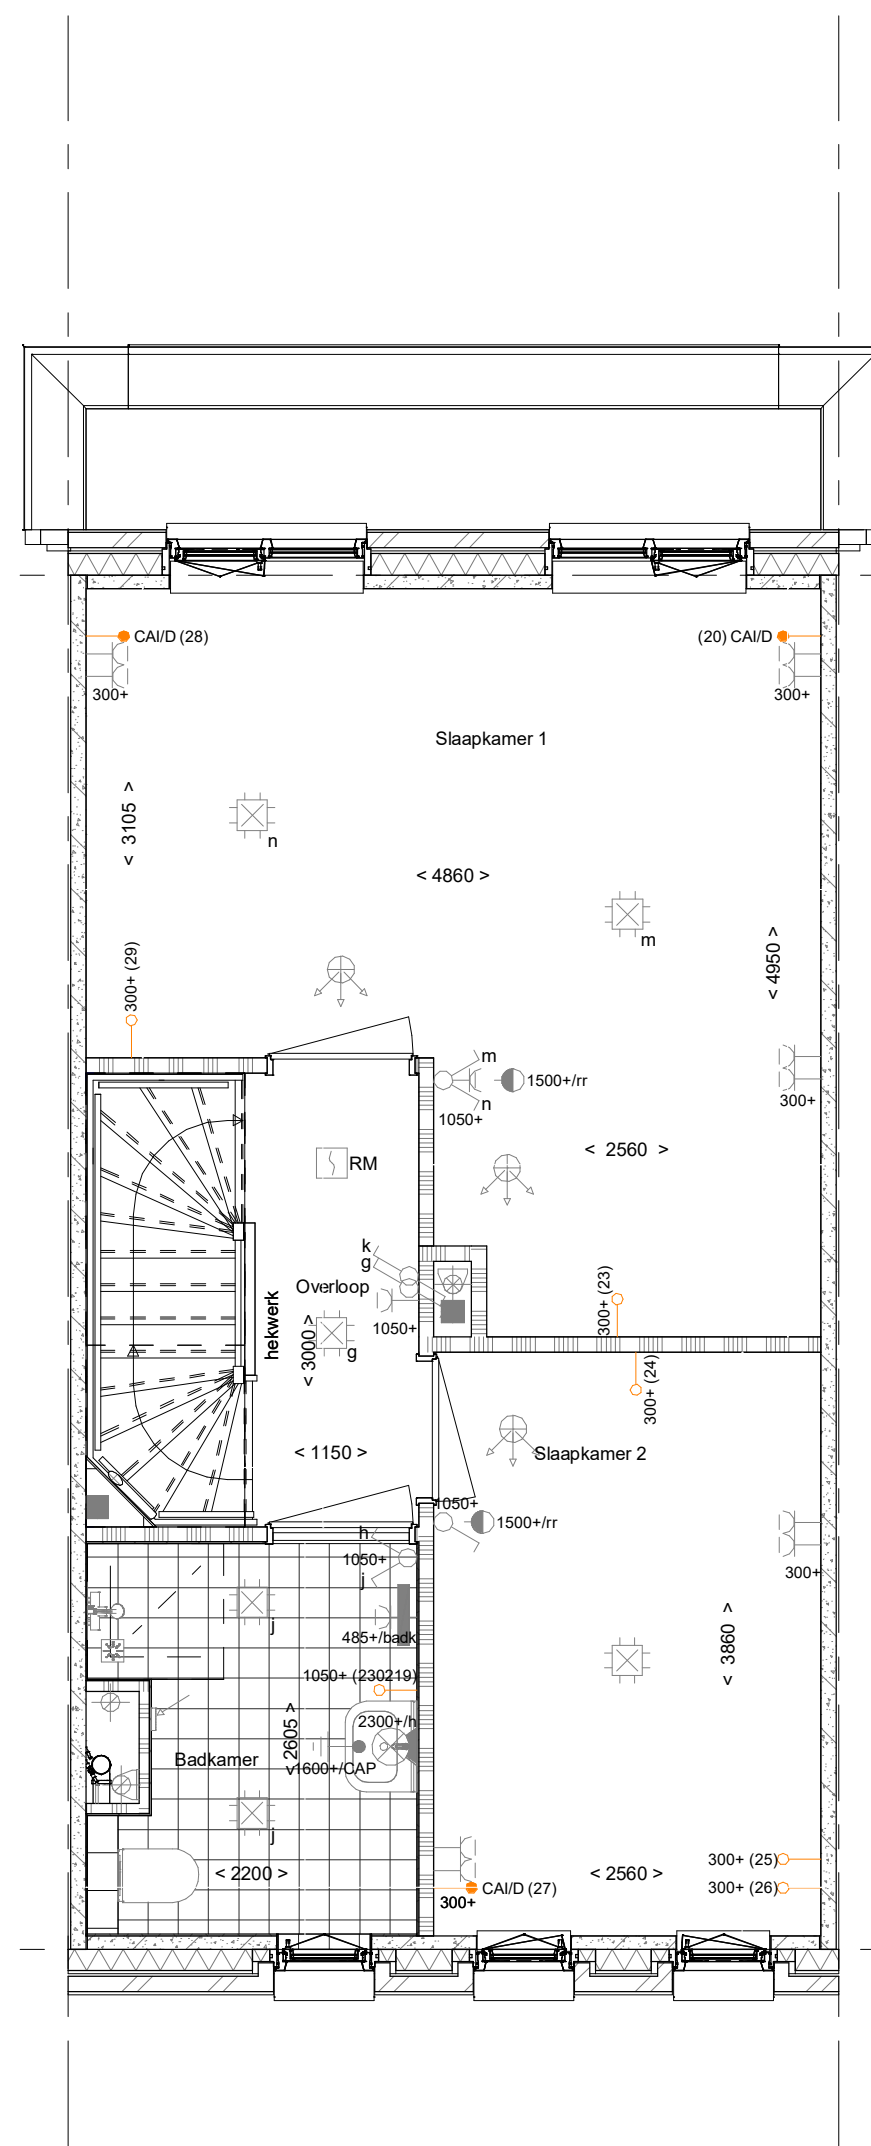 CAI/D (28)
(20) CAI/D
300+
300+
Slaapkamer 1
< 3105 >
n
< 4860 >
m
< 4950 >
300+ (29)
m
1500+/rr
n
1050+
300+
< 2560 >
RM
k
g
Overloop
1050+
hekwerk
< 3000 >
g
300+ (23)
300+ (24)
< 1150 >
Slaapkamer 2
1050+
1500+/rr
h
1050+
j
300+
j
485+/badk
< 3860 >
1050+ (230219)
2300+/h
< 2605 >
Badkamer
1600+/CAP
j
< 2200 >
300+
CAI/D (27)
< 2560 >
300+ (25)
300+ (26)